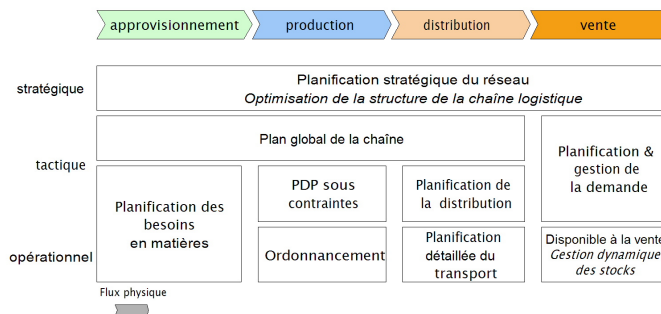 approvisionnement
production
distribution
vente
stratégique
Planification stratégique du réseau
Optimisation de la structure de la chaîne logistique
tactique
Plan global de la chaîne
Planification &
gestion de
la demande
Planification des
besoins
en matières
PDP sous
contraintes
Planification de
la distribution
opérationnel
Ordonnancement
Planification
détaillée du
transport
Disponible à la vente
Gestion dynamique
des stocks
Flux physique